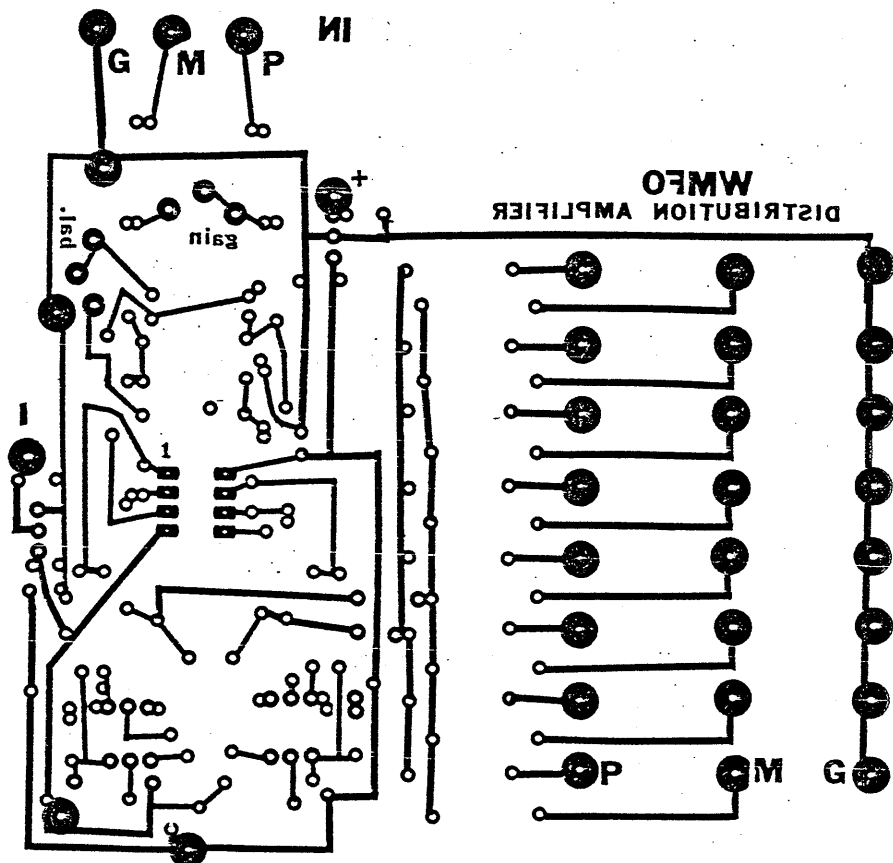 IN
G M P
+
WMFO
DISTRIBUTION AMPLIFIER
bal.
gain
1
P M G